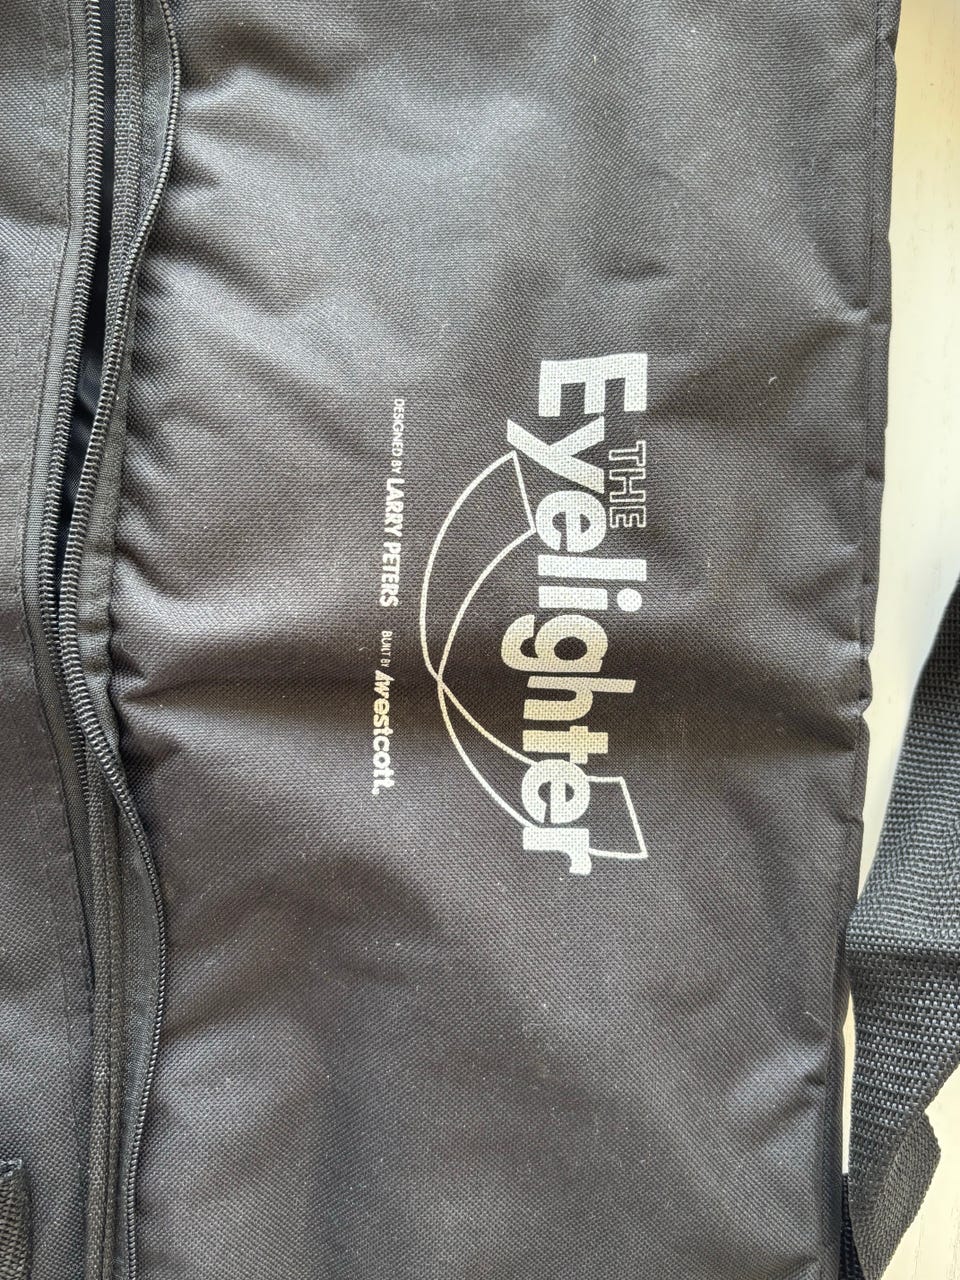 THE
Eyelighter
DESIGNED BY LARRY PETERS BUILT BY westcott.